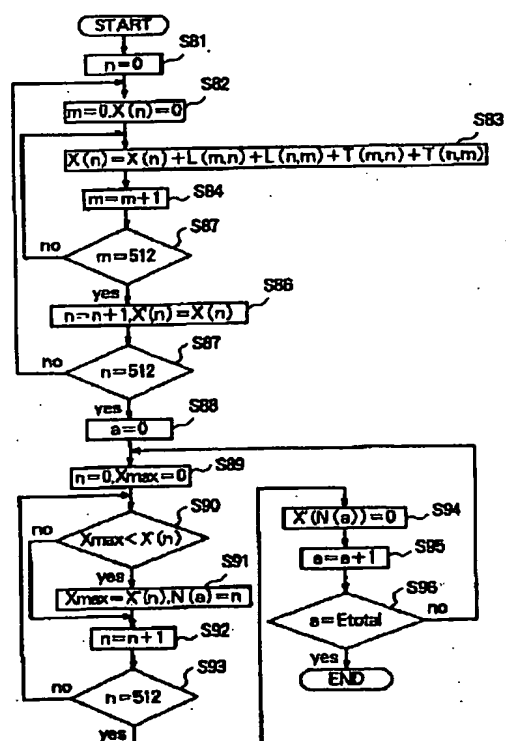 START
S81
n=0
S82
m=0,X(n)=0
S83
X(n)=X(n)+L(m,n)+L(n,m)+T(m,n)+T(n,m)
S84
m=m+1
S87
no
m=512
yes
S86
n=n+1,X'(n)=X(n)
S87
no
n=512
yes
S88
a=0
S89
n=0,Xmax=0
S90
no
Xmax<X'(n)
yes
S91
Xmax=X'(n),N(a)=n
S92
n=n+1
S93
no
n=512
yes
X'(N(a))=0
S94
S95
a=a+1
S96
a=Etotal
no
yes
END